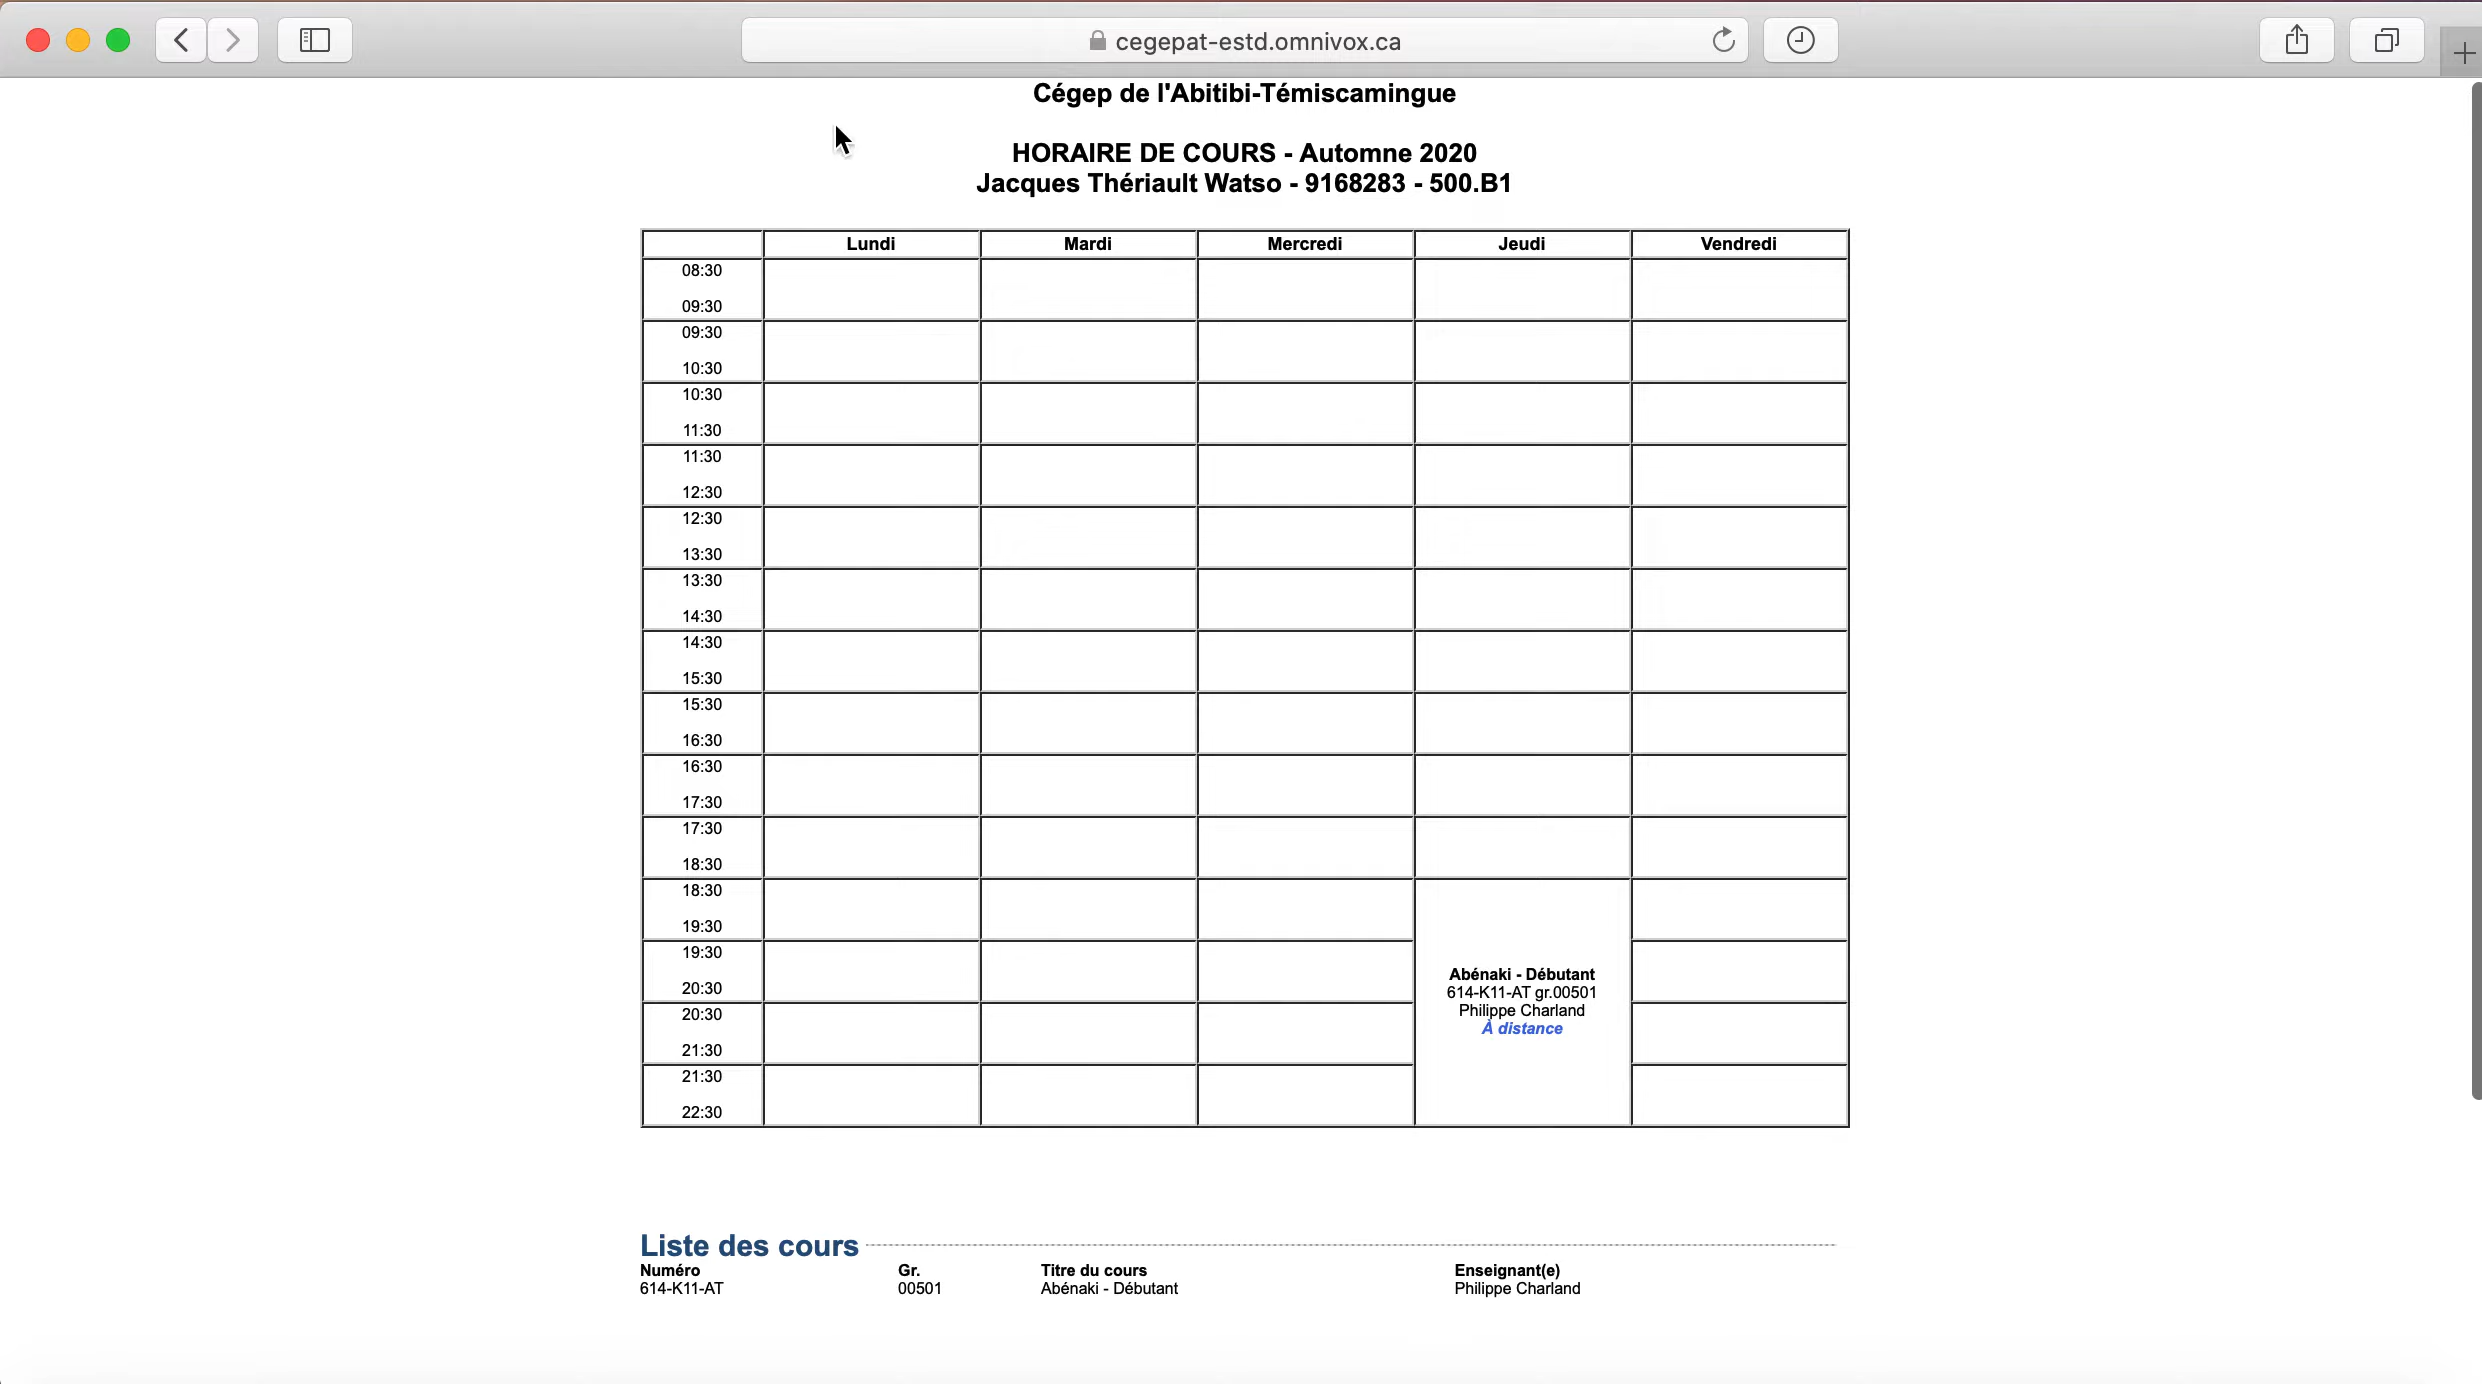 cegepat-estd.omnivox.ca
Cégep de l'Abitibi-Témiscamingue
HORAIRE DE COURS - Automne 2020
Jacques Thériault Watso - 9168283 - 500.B1
Lundi Mardi Mercredi Jeudi Vendredi
08:30
09:30
09:30
10:30
10:30
11:30
11:30
12:30
12:30
13:30
13:30
14:30
14:30
15:30
15:30
16:30
16:30
17:30
17:30
18:30
18:30
19:30
19:30
20:30
20:30
21:30
21:30
22:30
Abénaki - Débutant
614-K11-AT gr.00501
Philippe Charland
À distance
Liste des cours
Numéro Gr. Titre du cours Enseignant(e)
614-K11-AT 00501 Abénaki - Débutant Philippe Charland